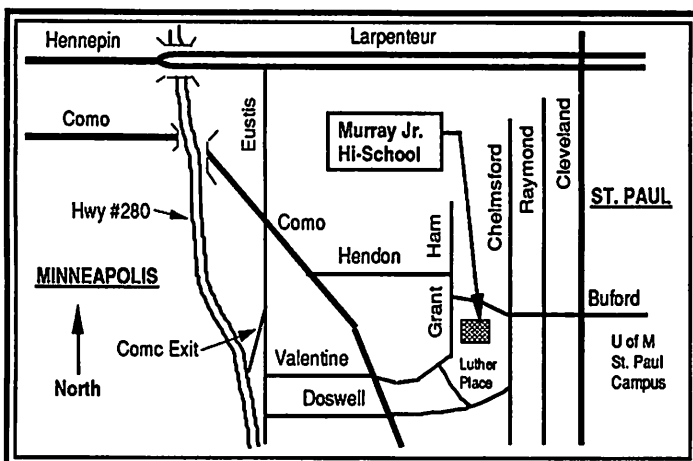 Hennepin
Larpenteur
Como
Eustis
Murray Jr.
Hi-School
Chelmsford
Raymond
Cleveland
ST. PAUL
Hwy #280
Como
Ham
Hendon
MINNEAPOLIS
Grant
Buford
Comc Exit
Valentine
Luther
Place
U of M
St. Paul
Campus
North
Doswell